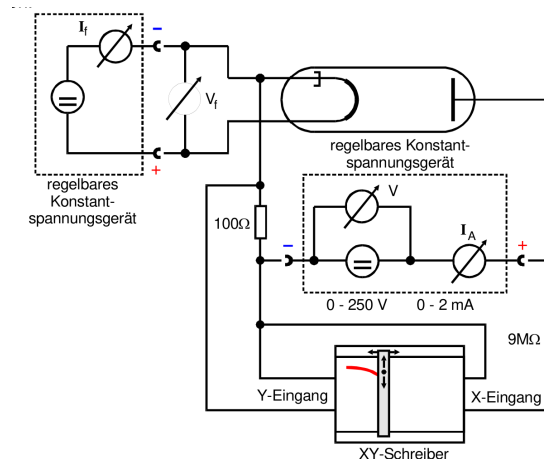 I_f
−
V_f
+
regelbares
Konstant-
spannungsgerät
regelbares Konstant-
spannungsgerät
100Ω
V
I_A
−
+
0 - 250 V
0 - 2 mA
9MΩ
Y-Eingang
X-Eingang
XY-Schreiber